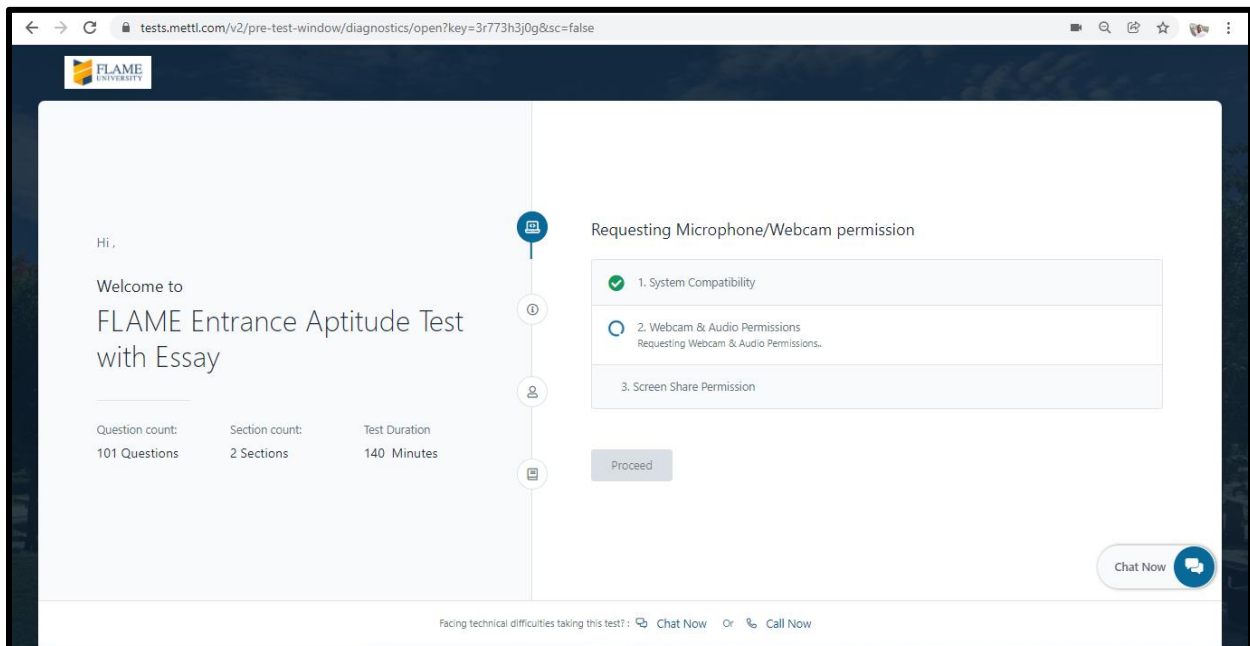 tests.mettl.com/v2/pre-test-window/diagnostics/open?key=3r773h3j0g&sc=false
FLAME
UNIVERSITY
Hi ,
Welcome to
FLAME Entrance Aptitude Test
with Essay
Question count: Section count: Test Duration
101 Questions 2 Sections 140 Minutes
Requesting Microphone/Webcam permission
1. System Compatibility
2. Webcam & Audio Permissions
Requesting Webcam & Audio Permissions..
3. Screen Share Permission
Proceed
Chat Now
Facing technical difficulties taking this test? : Chat Now Or Call Now